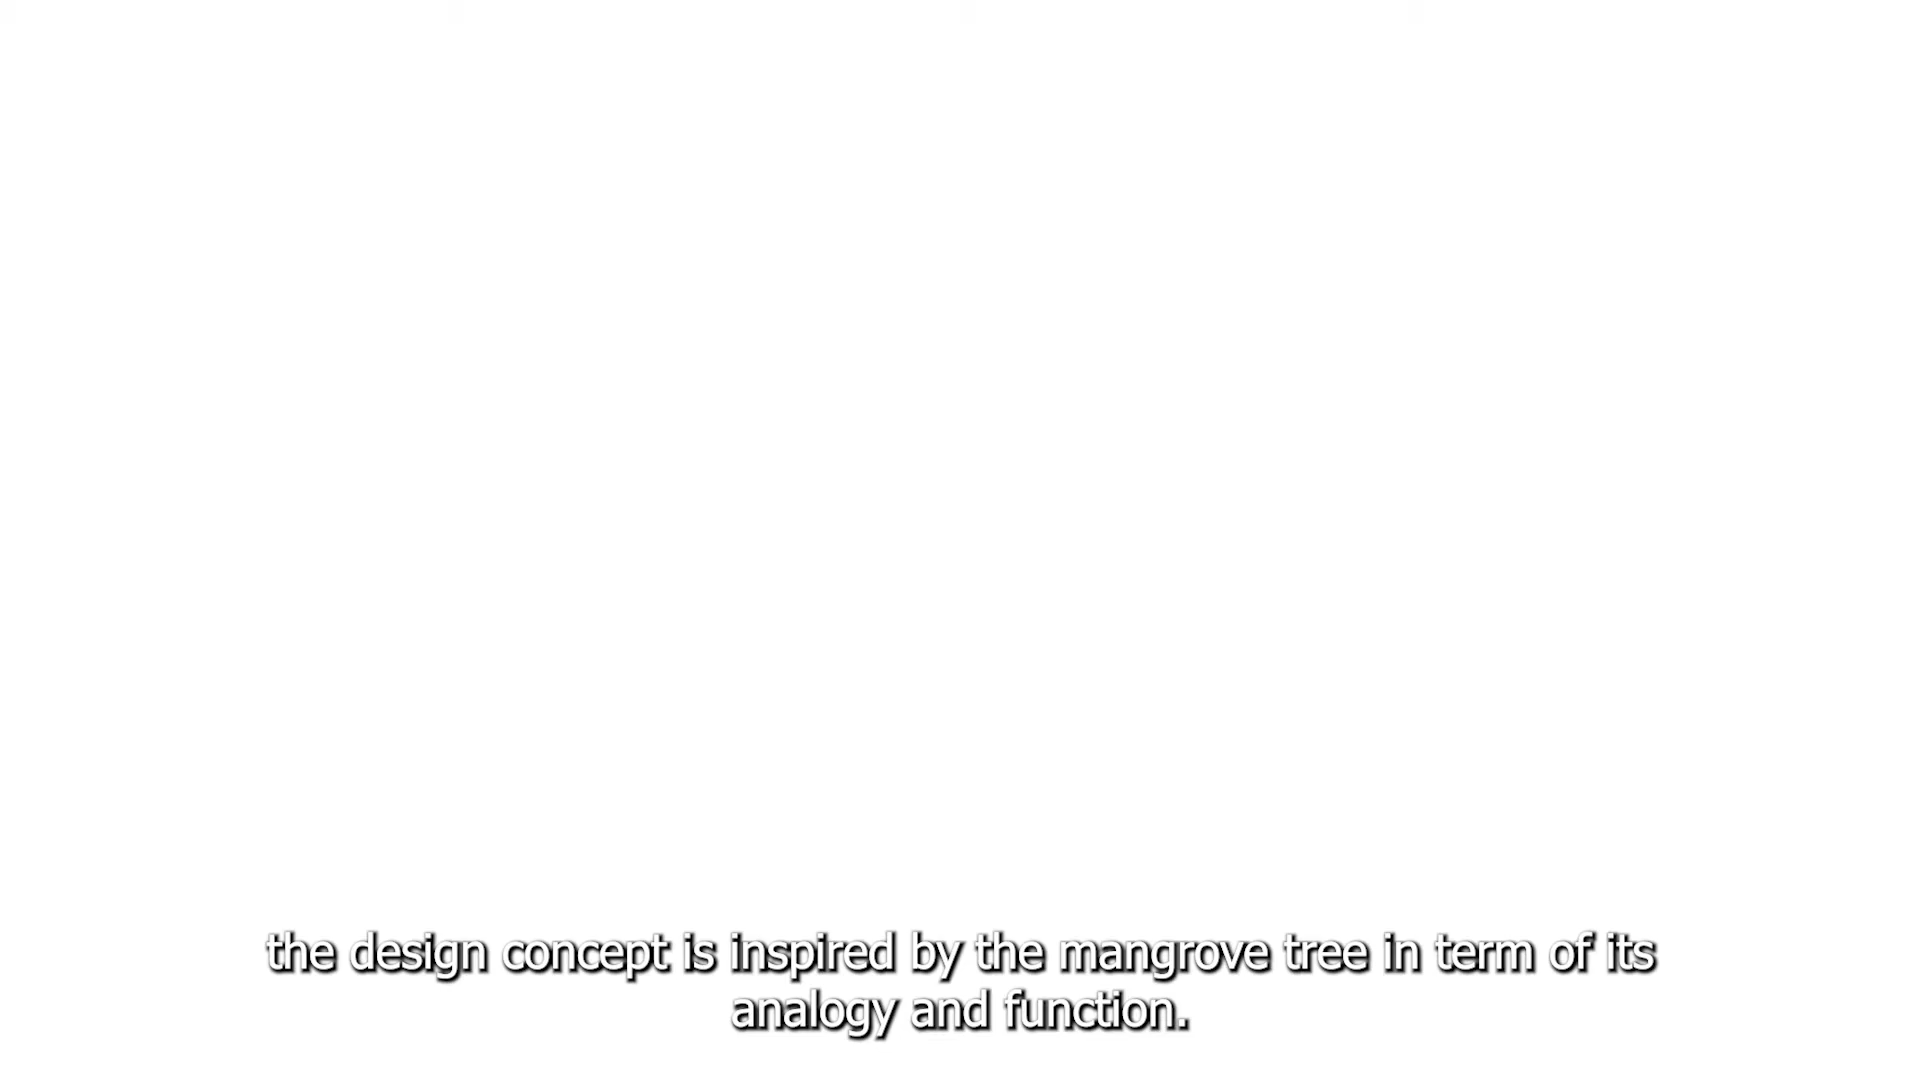 the design concept is inspired by the mangrove tree in term of its
analogy and function.